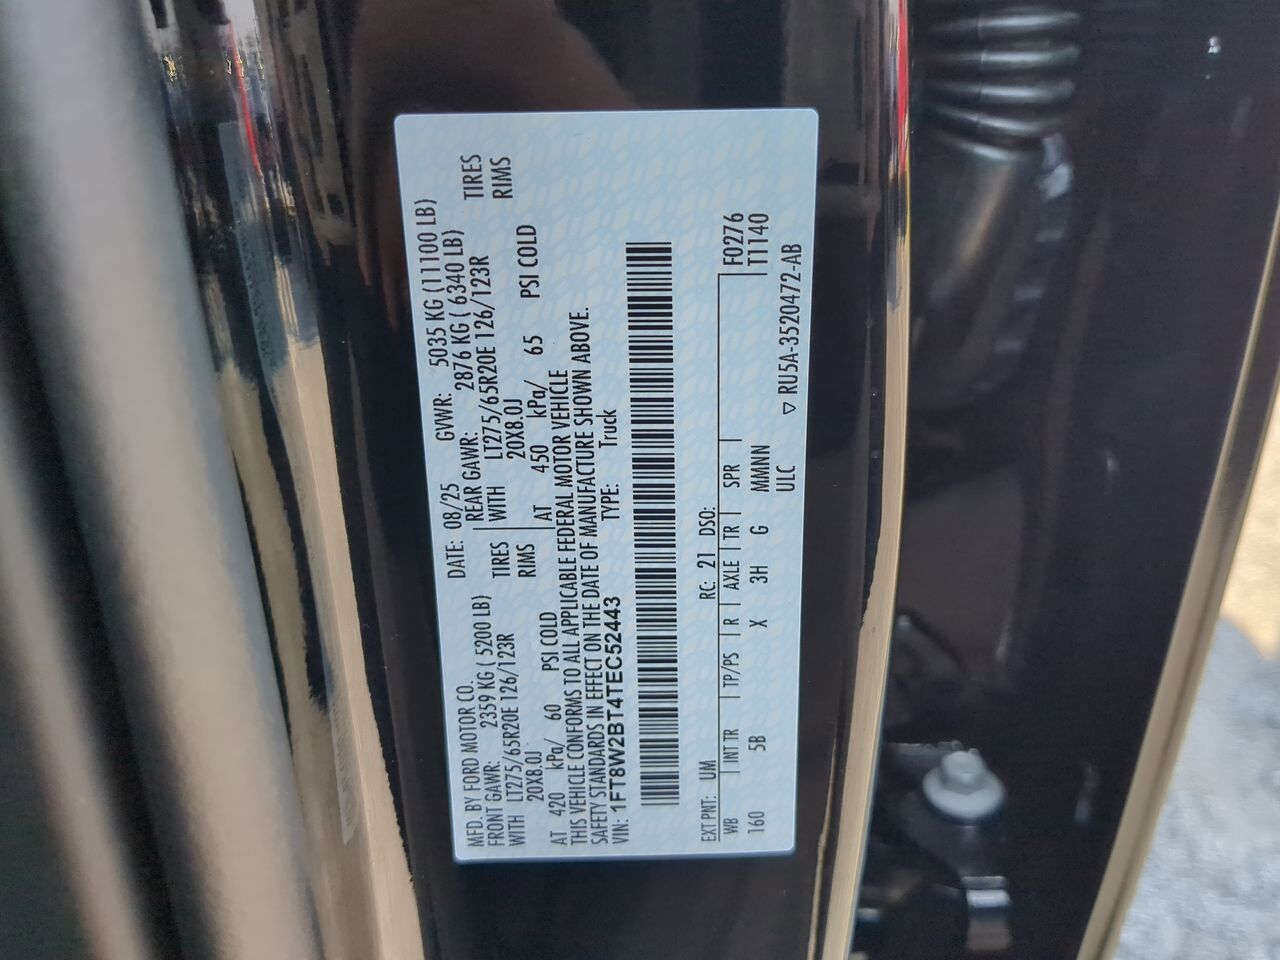 MFD. BY FORD MOTOR CO.
DATE: 08/25 GVWR: 5035 KG (11100 LB)
FRONT GAWR: 2359 KG ( 5200 LB)
REAR GAWR: 2876 KG ( 6340 LB)
WITH LT275/65R20E 126/123R TIRES
WITH LT275/65R20E 126/123R TIRES
20X8.0J RIMS
20X8.0J RIMS
AT 420 kPa/ 60 PSI COLD
AT 450 kPa/ 65 PSI COLD
THIS VEHICLE CONFORMS TO ALL APPLICABLE FEDERAL MOTOR VEHICLE
SAFETY STANDARDS IN EFFECT ON THE DATE OF MANUFACTURE SHOWN ABOVE.
VIN: 1FT8W2BT4TEC52443 TYPE: Truck
EXT PNT: UM RC: 21 DSO:
F0276
WB INT TR TP/PS R AXLE TR SPR
T1140
160 5B X 3H G MMNN
ULC
▽ RU5A-3520472-AB